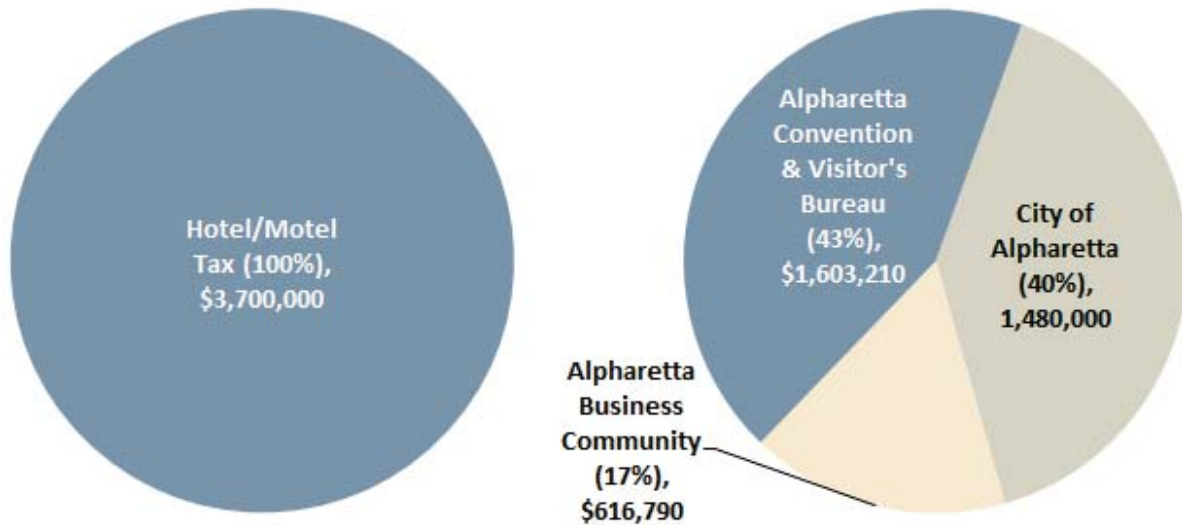 Hotel/Motel
Tax (100%),
$3,700,000
Alpharetta
Convention
& Visitor's
Bureau
(43%),
$1,603,210
City of
Alpharetta
(40%),
1,480,000
Alpharetta
Business
Community
(17%),
$616,790